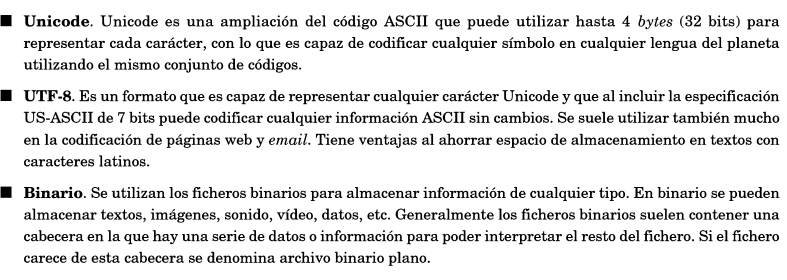 ■ Unicode. Unicode es una ampliación del código ASCII que puede utilizar hasta 4 bytes (32 bits) para
representar cada carácter, con lo que es capaz de codificar cualquier símbolo en cualquier lengua del planeta
utilizando el mismo conjunto de códigos.
■ UTF-8. Es un formato que es capaz de representar cualquier carácter Unicode y que al incluir la especificación
US-ASCII de 7 bits puede codificar cualquier información ASCII sin cambios. Se suele utilizar también mucho
en la codificación de páginas web y email. Tiene ventajas al ahorrar espacio de almacenamiento en textos con
caracteres latinos.
■ Binario. Se utilizan los ficheros binarios para almacenar información de cualquier tipo. En binario se pueden
almacenar textos, imágenes, sonido, vídeo, datos, etc. Generalmente los ficheros binarios suelen contener una
cabecera en la que hay una serie de datos o información para poder interpretar el resto del fichero. Si el fichero
carece de esta cabecera se denomina archivo binario plano.